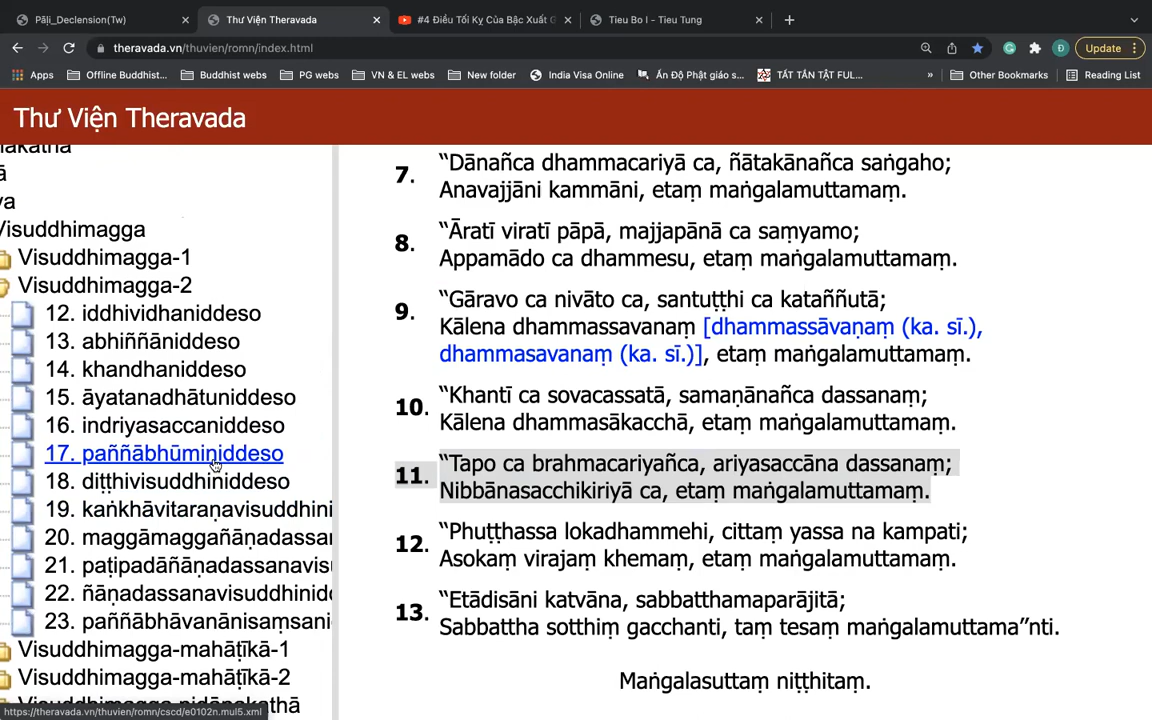 Pāḷi_Declension(Tw)
Thư Viện Theravada
#4 Điều Tối Kỵ Của Bậc Xuất G
Tieu Bo I - Tieu Tung
theravada.vn/thuvien/romn/index.html
Update
Apps
Offline Buddhist...
Buddhist webs
PG webs
VN & EL webs
New folder
India Visa Online
Ấn Độ Phật giáo s...
TẤT TẦN TẬT FUL...
»
Other Bookmarks
Reading List
Thư Viện Theravada
nakathā
ā
va
Visuddhimagga
Visuddhimagga-1
Visuddhimagga-2
12. iddhividhaniddeso
13. abhiññāniddeso
14. khandhaniddeso
15. āyatanadhātuniddeso
16. indriyasaccaniddeso
17. paññābhūminiddeso
18. diṭṭhivisuddhiniddeso
19. kaṅkhāvitaraṇavisuddhini
20. maggāmaggañāṇadassan
21. paṭipadāñāṇadassanavisu
22. ñāṇadassanavisuddhinidd
23. paññābhāvanānisaṃsani
Visuddhimagga-mahāṭīkā-1
Visuddhimagga-mahāṭīkā-2
Visuddhimagga-nidānakathā
https://theravada.vn/thuvien/romn/cscd/e0102n.mul5.xml
7. “Dānañca dhammacariyā ca, ñātakānañca saṅgaho;
Anavajjāni kammāni, etaṃ maṅgalamuttamaṃ.
8. “Āratī viratī pāpā, majjapānā ca saṃyamo;
Appamādo ca dhammesu, etaṃ maṅgalamuttamaṃ.
9. “Gāravo ca nivāto ca, santuṭṭhi ca kataññutā;
Kālena dhammassavanaṃ [dhammassāvaṇaṃ (ka. sī.),
dhammasavanaṃ (ka. sī.)], etaṃ maṅgalamuttamaṃ.
10. “Khantī ca sovacassatā, samaṇānañca dassanaṃ;
Kālena dhammasākacchā, etaṃ maṅgalamuttamaṃ.
11. “Tapo ca brahmacariyañca, ariyasaccāna dassanaṃ;
Nibbānasacchikiriyā ca, etaṃ maṅgalamuttamaṃ.
12. “Phuṭṭhassa lokadhammehi, cittaṃ yassa na kampati;
Asokaṃ virajaṃ khemaṃ, etaṃ maṅgalamuttamaṃ.
13. “Etādisāni katvāna, sabbatthamaparājitā;
Sabbattha sotthiṃ gacchanti, taṃ tesaṃ maṅgalamuttama”nti.
Maṅgalasuttaṃ niṭṭhitaṃ.